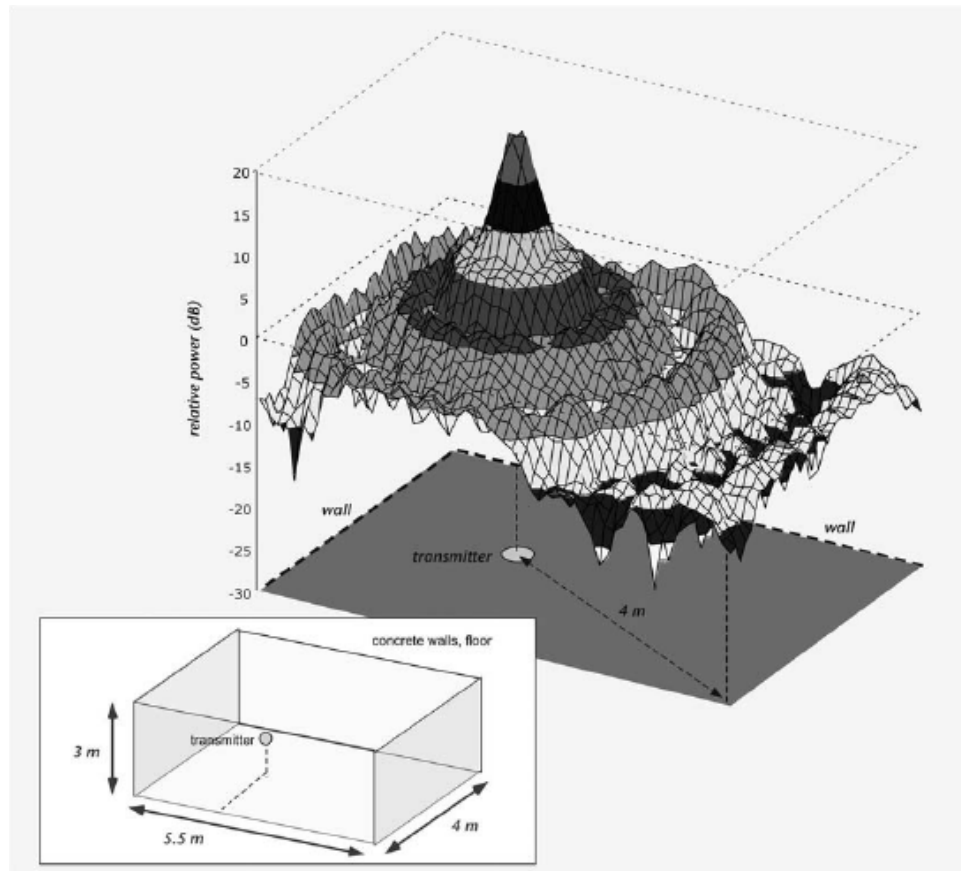 20
15
10
5
0
-5
-10
-15
-20
-25
-30
relative power (dB)
wall
wall
transmitter
4 m
concrete walls, floor
transmitter
3 m
5.5 m
4 m